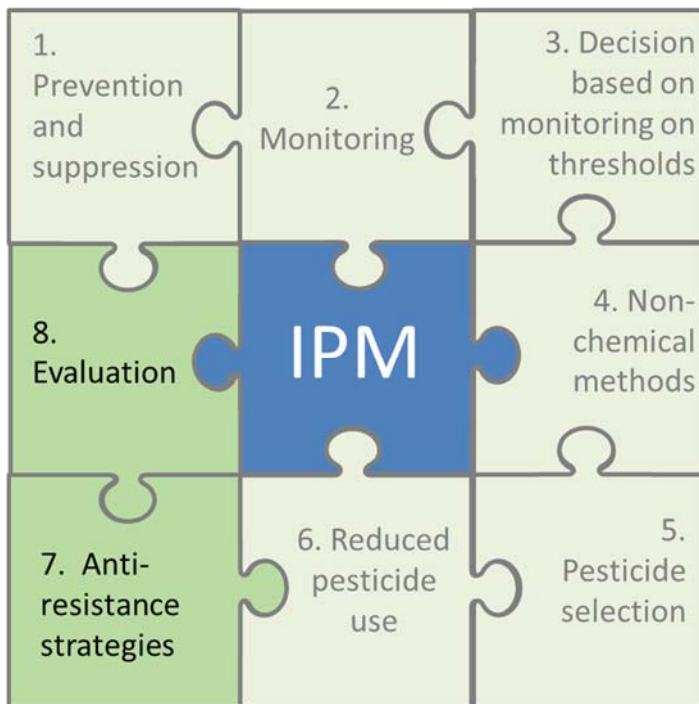 1.
Prevention
and
suppression
2.
Monitoring
3. Decision
based on
monitoring on
thresholds
8.
Evaluation
IPM
4. Non-
chemical
methods
7. Anti-
resistance
strategies
6. Reduced
pesticide
use
5.
Pesticide
selection